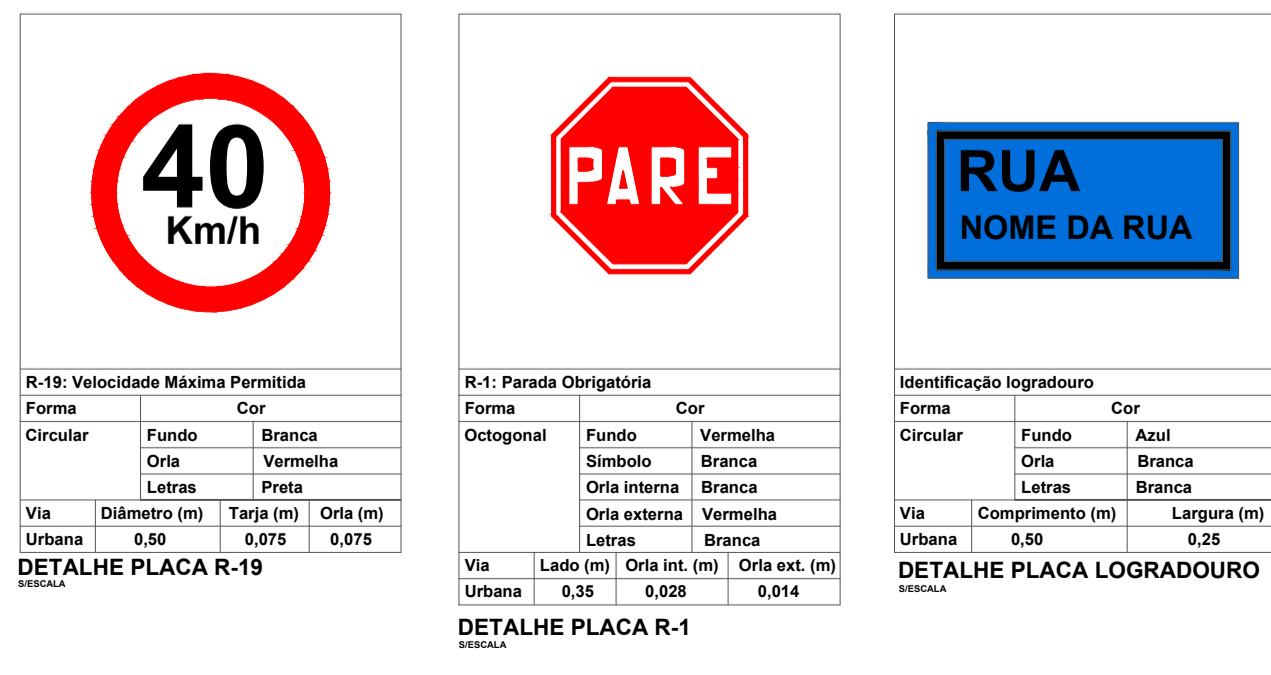 40
Km/h
R-19: Velocidade Máxima Permitida
Forma Cor
Circular Fundo Branca
Orla Vermelha
Letras Preta
Via Diâmetro (m) Tarja (m) Orla (m)
Urbana 0,50 0,075 0,075
DETALHE PLACA R-19
S/ESCALA
PARE
R-1: Parada Obrigatória
Forma Cor
Octogonal Fundo Vermelha
Símbolo Branca
Orla interna Branca
Orla externa Vermelha
Letras Branca
Via Lado (m) Orla int. (m) Orla ext. (m)
Urbana 0,35 0,028 0,014
DETALHE PLACA R-1
S/ESCALA
RUA
NOME DA RUA
Identificação logradouro
Forma Cor
Circular Fundo Azul
Orla Branca
Letras Branca
Via Comprimento (m) Largura (m)
Urbana 0,50 0,25
DETALHE PLACA LOGRADOURO
S/ESCALA